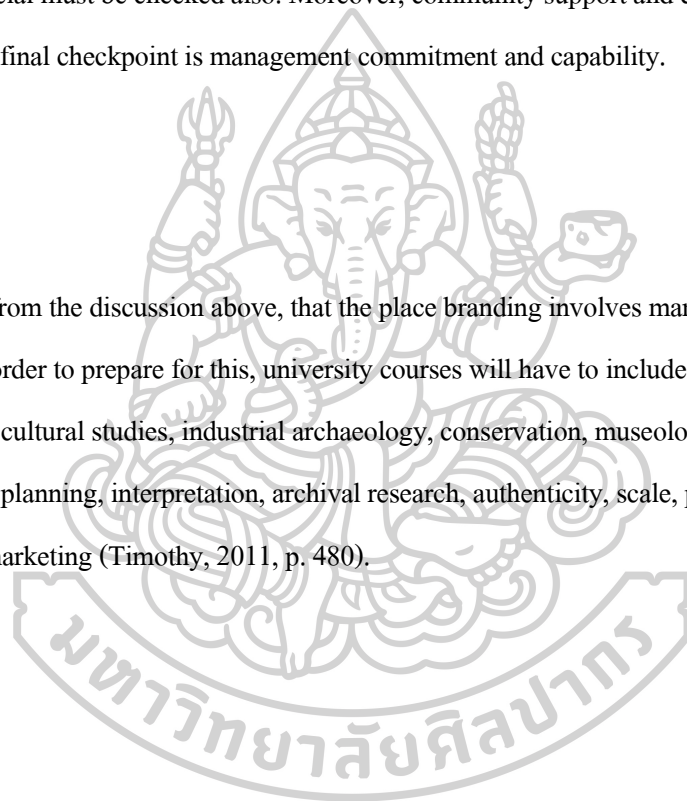 must be checked also. Moreover, community support and
final checkpoint is management commitment and capability.
from the discussion above, that the place branding involves
order to prepare for this, university courses will have to include
cultural studies, industrial archaeology, conservation,
planning, interpretation, archival research, authenticity, scale,
marketing (Timothy, 2011, p. 480).
มหาวิทยาลัยศิลปากร